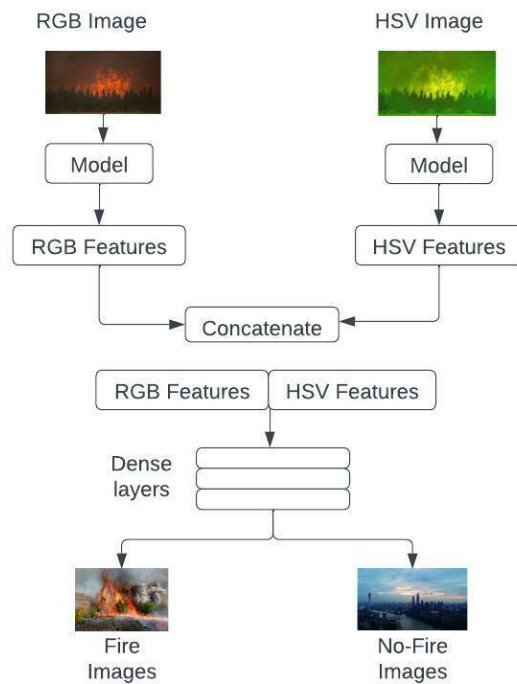 RGB Image
HSV Image
Model
Model
RGB Features
HSV Features
Concatenate
RGB Features
HSV Features
Dense
layers
Fire
Images
No-Fire
Images